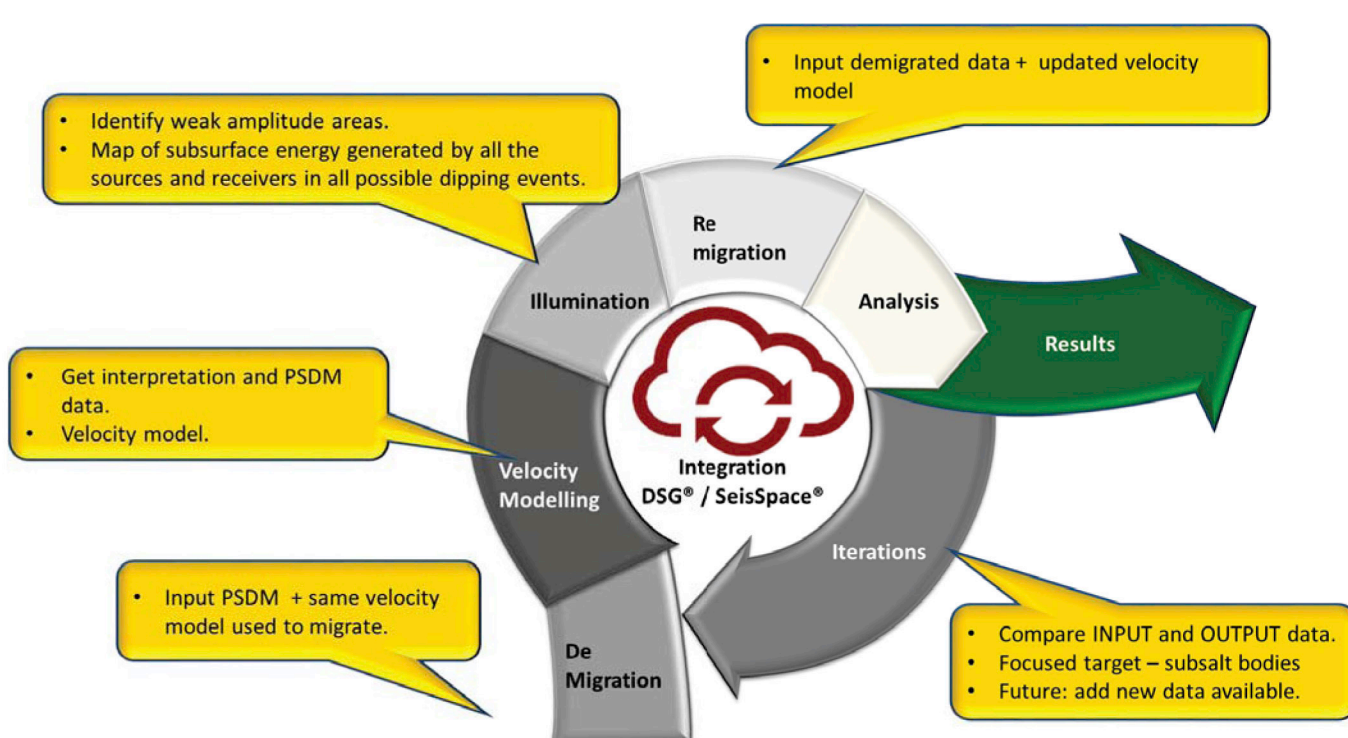 • Input demigrated data + updated velocity
model
• Identify weak amplitude areas.
• Map of subsurface energy generated by all the
sources and receivers in all possible dipping events.
Re
migration
Illumination
Analysis
Results
• Get interpretation and PSDM
data.
• Velocity model.
Velocity
Modelling
Integration
DSG® / SeisSpace®
Iterations
• Input PSDM + same velocity
model used to migrate.
De
Migration
• Compare INPUT and OUTPUT data.
• Focused target – subsalt bodies
• Future: add new data available.